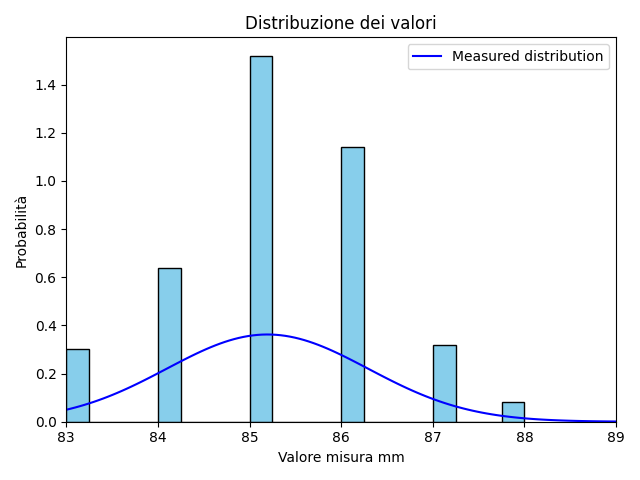 Distribuzione dei valori
Measured distribution
Probabilità
1.4
1.2
1.0
0.8
0.6
0.4
0.2
0.0
83 84 85 86 87 88 89
Valore misura mm